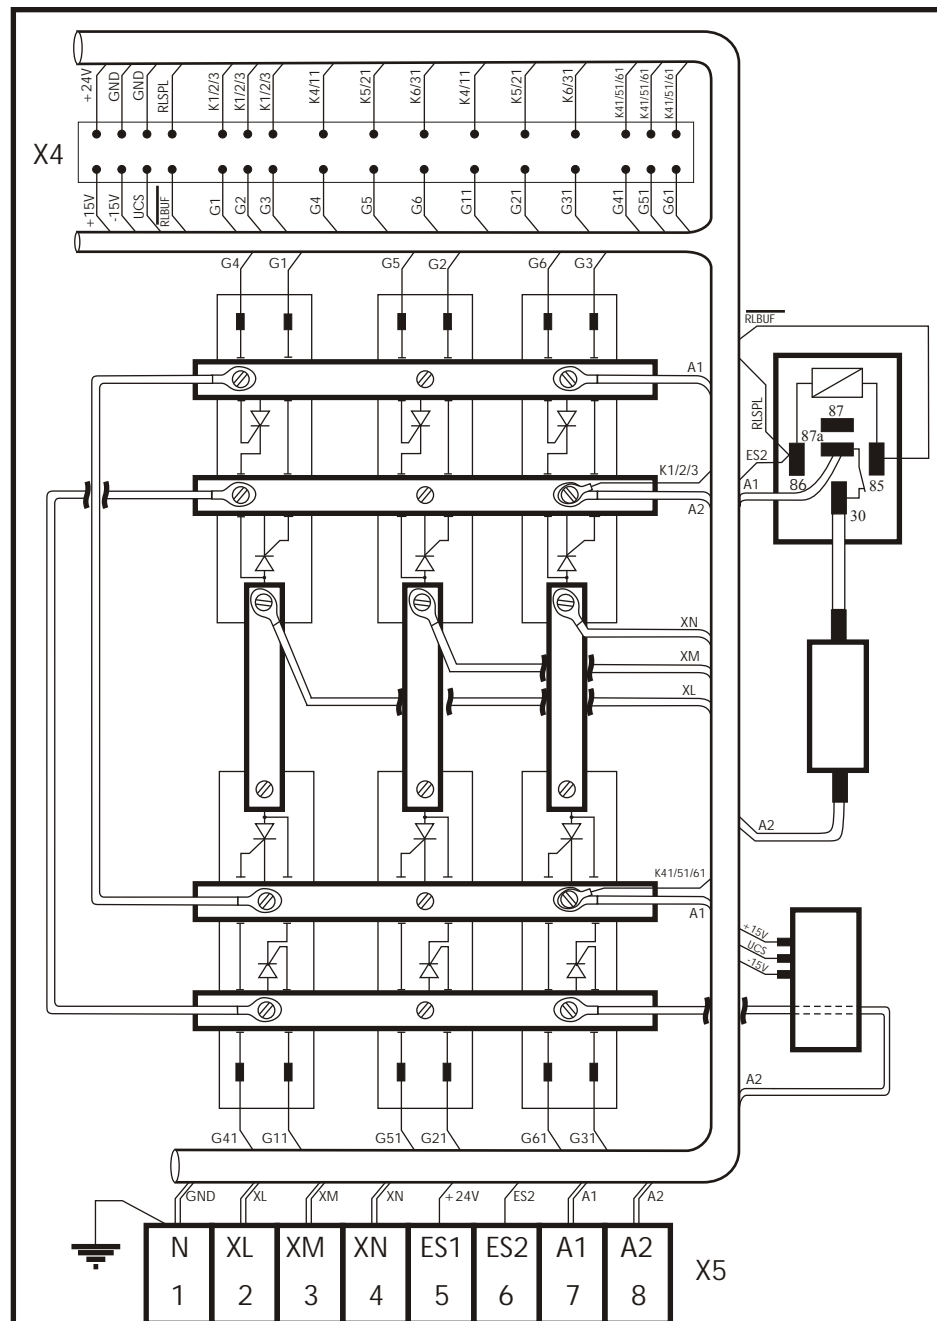 +24V GND GND RLSPL K1/2/3 K1/2/3 K1/2/3 K4/11 K5/21 K6/31 K4/11 K5/21 K6/31 K41/51/61 K41/51/61 K41/51/61
X4
+15V -15V UCS RLBUF G1 G2 G3 G4 G5 G6 G11 G21 G31 G41 G51 G61
G4 G1 G5 G2 G6 G3
RLBUF
A1
RLSPL
87
87a
K1/2/3
ES2
A1
86
85
A2
30
XN
XM
XL
A2
K41/51/61
A1
+15V
UCS
-15V
A2
G41 G11 G51 G21 G61 G31
GND XL XM XN +24V ES2 A1 A2
N XL XM XN ES1 ES2 A1 A2
X5
1 2 3 4 5 6 7 8